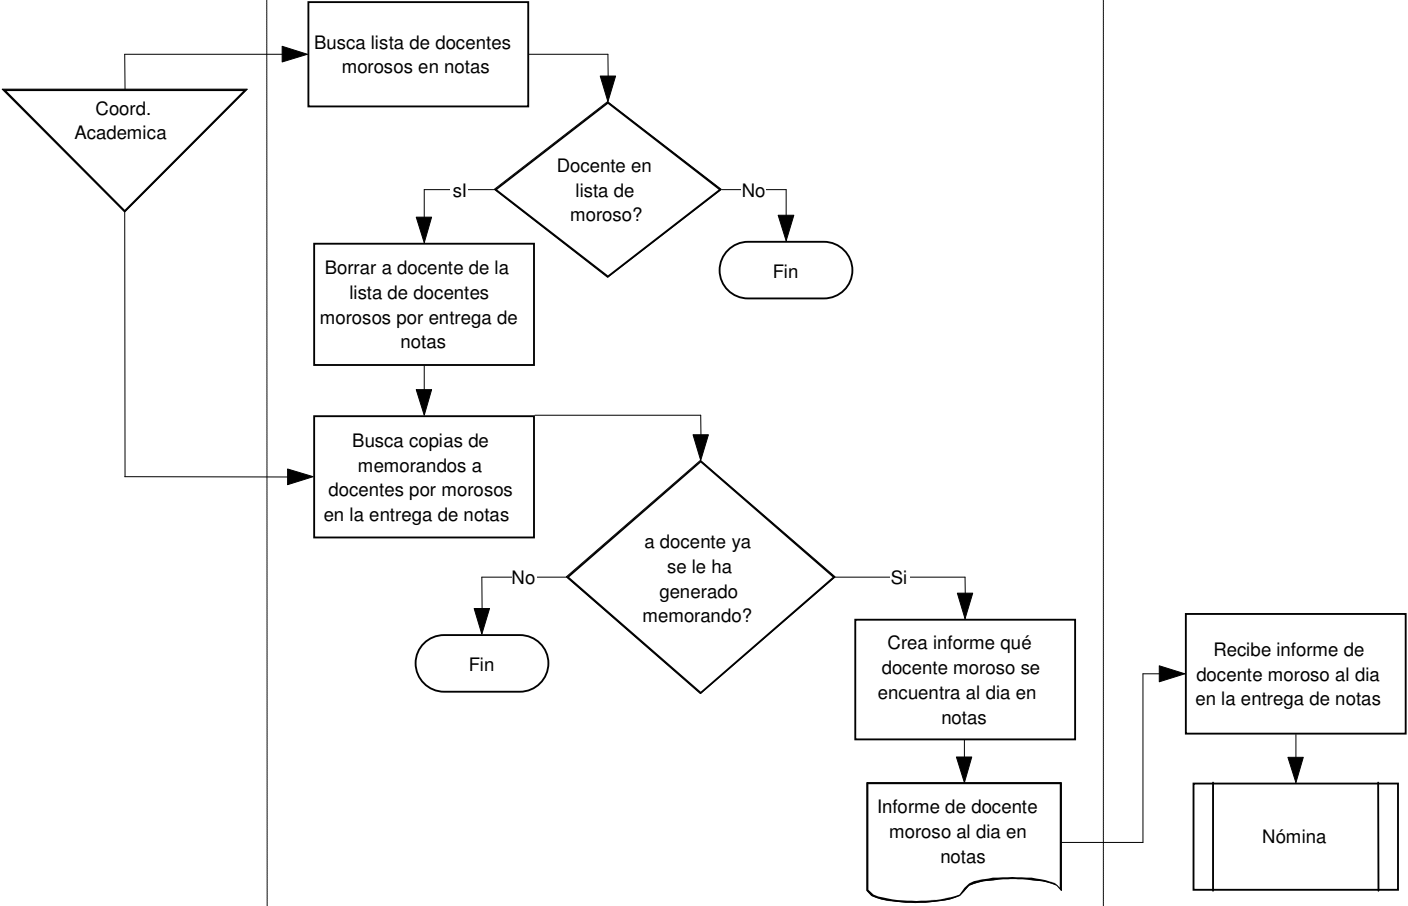 Busca lista de docentes
morosos en notas
Coord.
Academica
Docente en
lista de
moroso?
sI
No
Fin
Borrar a docente de la
lista de docentes
morosos por entrega de
notas
Busca copias de
memorandos a
docentes por morosos
en la entrega de notas
a docente ya
se le ha
generado
memorando?
No
Si
Fin
Crea informe qué
docente moroso se
encuentra al dia en
notas
Recibe informe de
docente moroso al dia
en la entrega de notas
Informe de docente
moroso al dia en
notas
Nómina